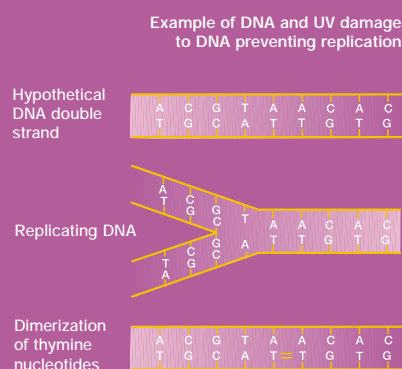 Example of DNA and UV damage
to DNA preventing replication
Hypothetical
DNA double
strand
A C G T A A C A C
T G C A T T G T G
Replicating DNA
A C G
T G C
T A A C A C
A T T G T G
T G G
A C C
Dimerization
of thymine
nucleotides
A C G T A A C A C
T G C A T=T G T G